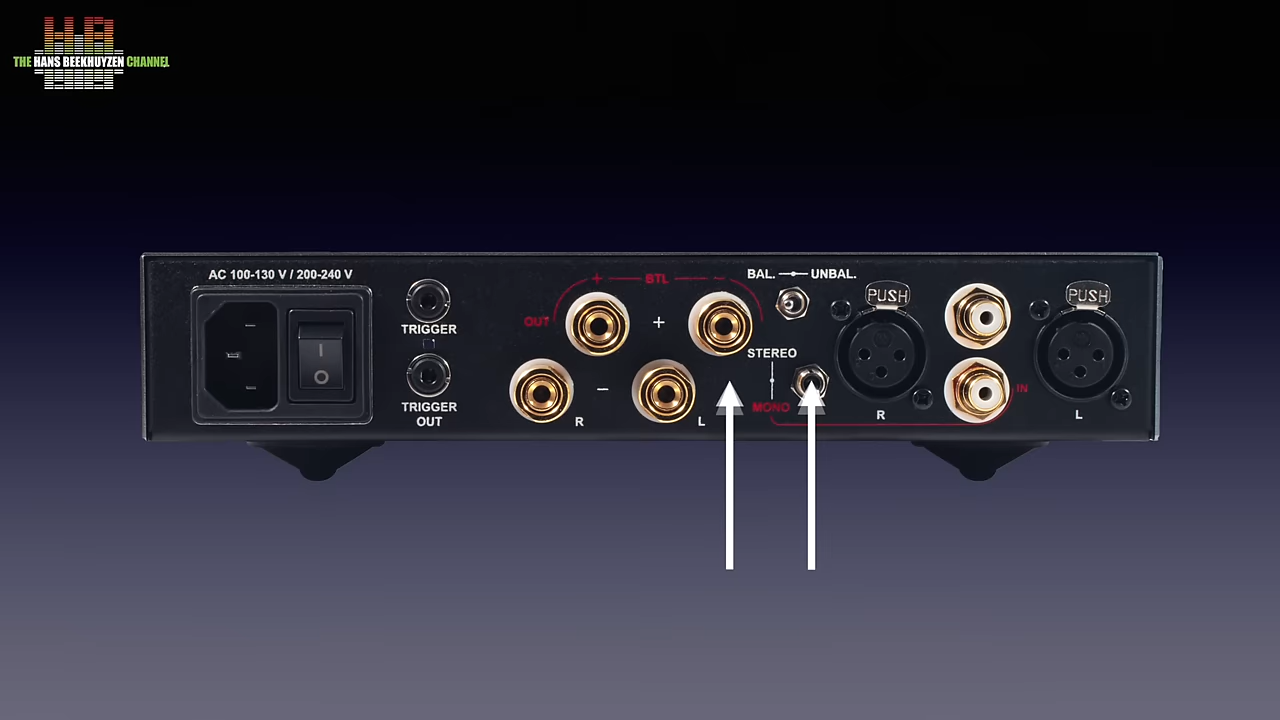 THE HANS BEEKHUYZEN CHANNEL
AC 100-130 V / 200-240 V
TRIGGER
TRIGGER
OUT
+ STL −
OUT
+
−
R
L
BAL. UNBAL.
STEREO
MONO
PUSH
R
IN
PUSH
L